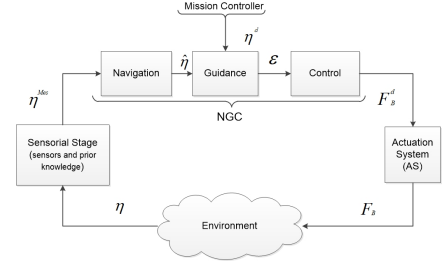 Mission Controller
η^d
Navigation
η̂
Guidance
ε
Control
η^Mes
NGC
F_B^d
Sensorial Stage
(sensors and prior
knowledge)
Actuation
System
(AS)
η
Environment
F_B